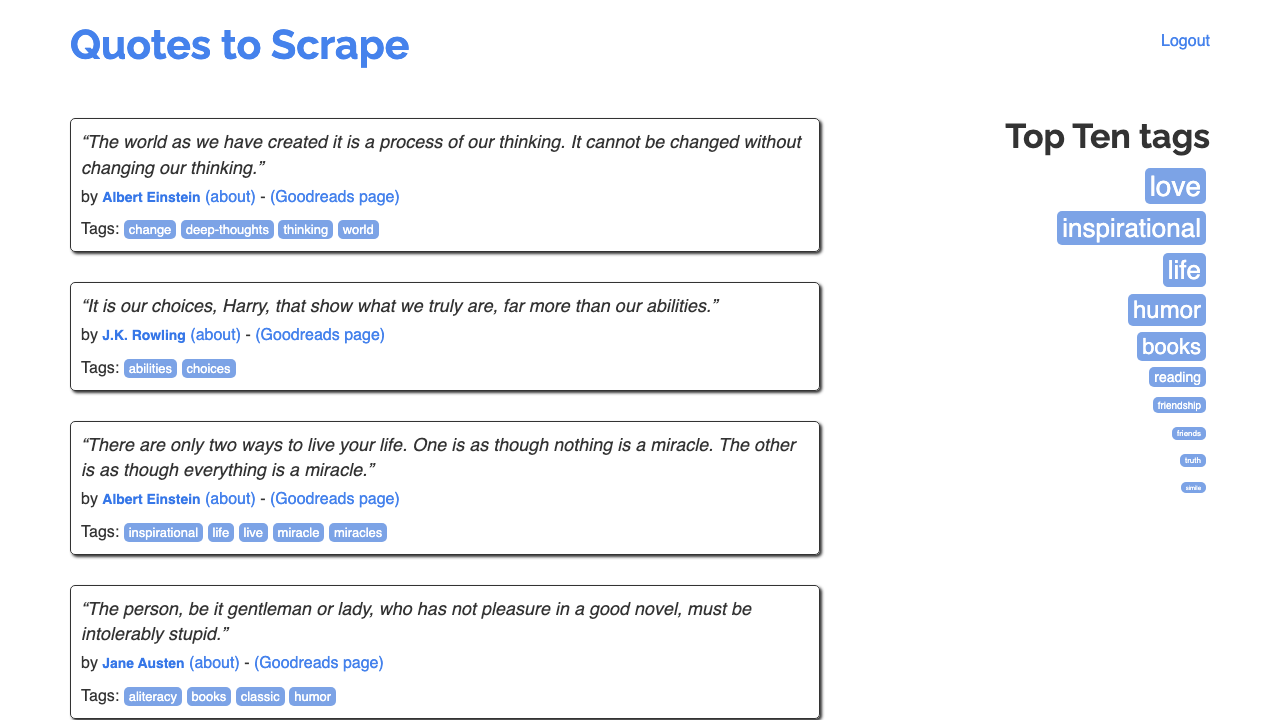 Quotes to Scrape
Logout
“The world as we have created it is a process of our thinking. It cannot be changed without
changing our thinking.”
by Albert Einstein (about) - (Goodreads page)
Tags: change deep-thoughts thinking world
“It is our choices, Harry, that show what we truly are, far more than our abilities.”
by J.K. Rowling (about) - (Goodreads page)
Tags: abilities choices
“There are only two ways to live your life. One is as though nothing is a miracle. The other
is as though everything is a miracle.”
by Albert Einstein (about) - (Goodreads page)
Tags: inspirational life live miracle miracles
“The person, be it gentleman or lady, who has not pleasure in a good novel, must be
intolerably stupid.”
by Jane Austen (about) - (Goodreads page)
Tags: aliteracy books classic humor
Top Ten tags
love
inspirational
life
humor
books
reading
friendship
friends
truth
simile